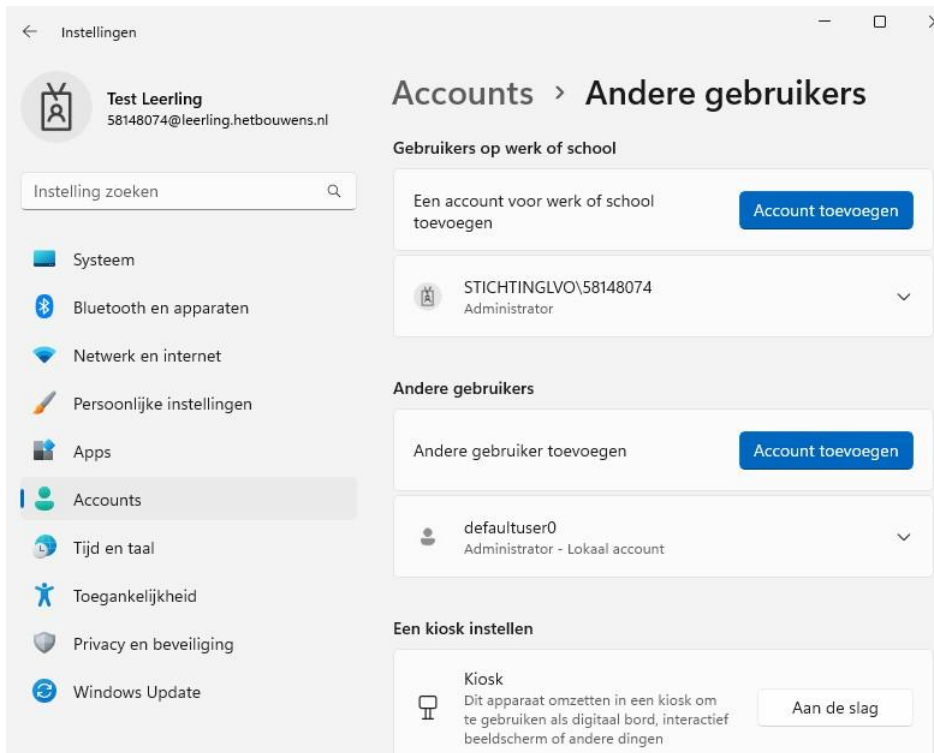 Instellingen
Test Leerling
58148074@leerling.hetbouwens.nl
Instelling zoeken
Systeem
Bluetooth en apparaten
Netwerk en internet
Persoonlijke instellingen
Apps
Accounts
Tijd en taal
Toegankelijkheid
Privacy en beveiliging
Windows Update
Accounts > Andere gebruikers
Gebruikers op werk of school
Een account voor werk of school
toevoegen
Account toevoegen
STICHTINGLVO\58148074
Administrator
Andere gebruikers
Andere gebruiker toevoegen
Account toevoegen
defaultuser0
Administrator - Lokaal account
Een kiosk instellen
Kiosk
Dit apparaat omzetten in een kiosk om
te gebruiken als digitaal bord, interactief
beeldscherm of andere dingen
Aan de slag